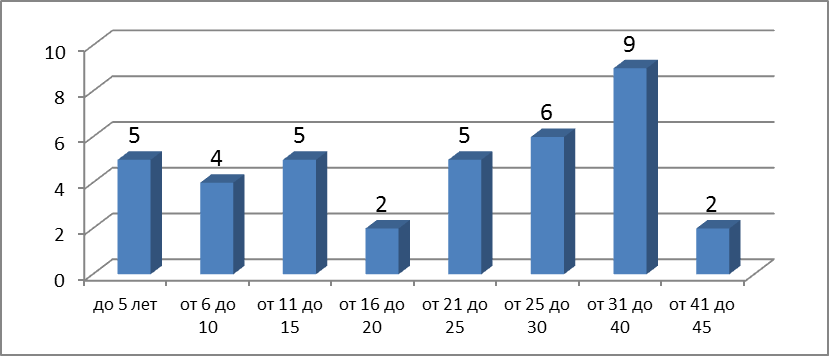 10
8
6
4
2
0
5
4
5
2
5
6
9
2
до 5 лет
от 6 до
10
от 11 до
15
от 16 до
20
от 21 до
25
от 25 до
30
от 31 до
40
от 41 до
45